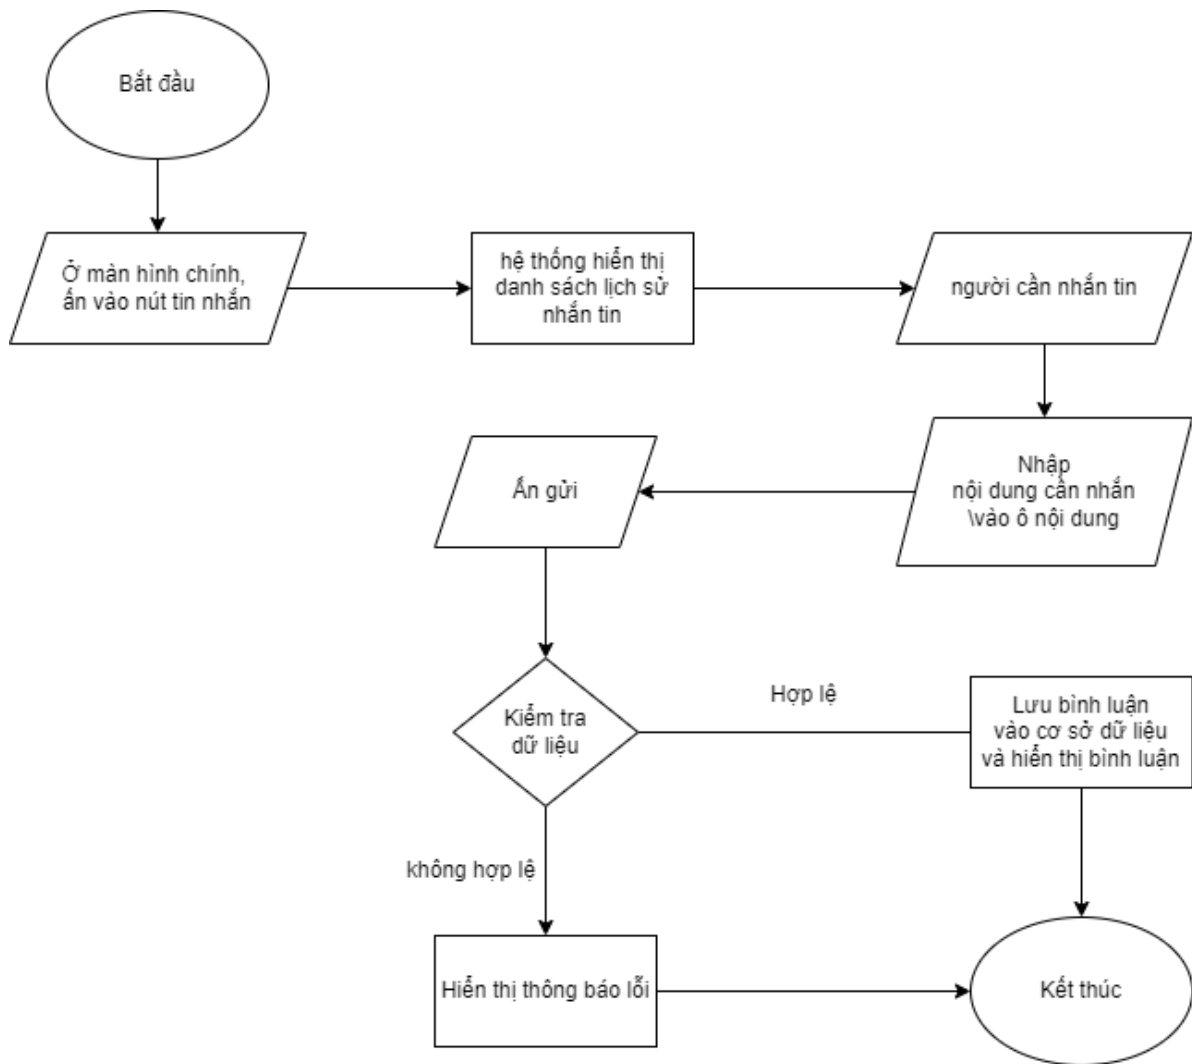 Bắt đầu
Ở màn hình chính,
ấn vào nút tin nhắn
hệ thống hiển thị
danh sách lịch sử
nhắn tin
người cần nhắn tin
Nhập
nội dung cần nhắn
\vào ô nội dung
Ấn gửi
Kiểm tra
dữ liệu
Hợp lệ
Lưu bình luận
vào cơ sở dữ liệu
và hiển thị bình luận
không hợp lệ
Hiển thị thông báo lỗi
Kết thúc